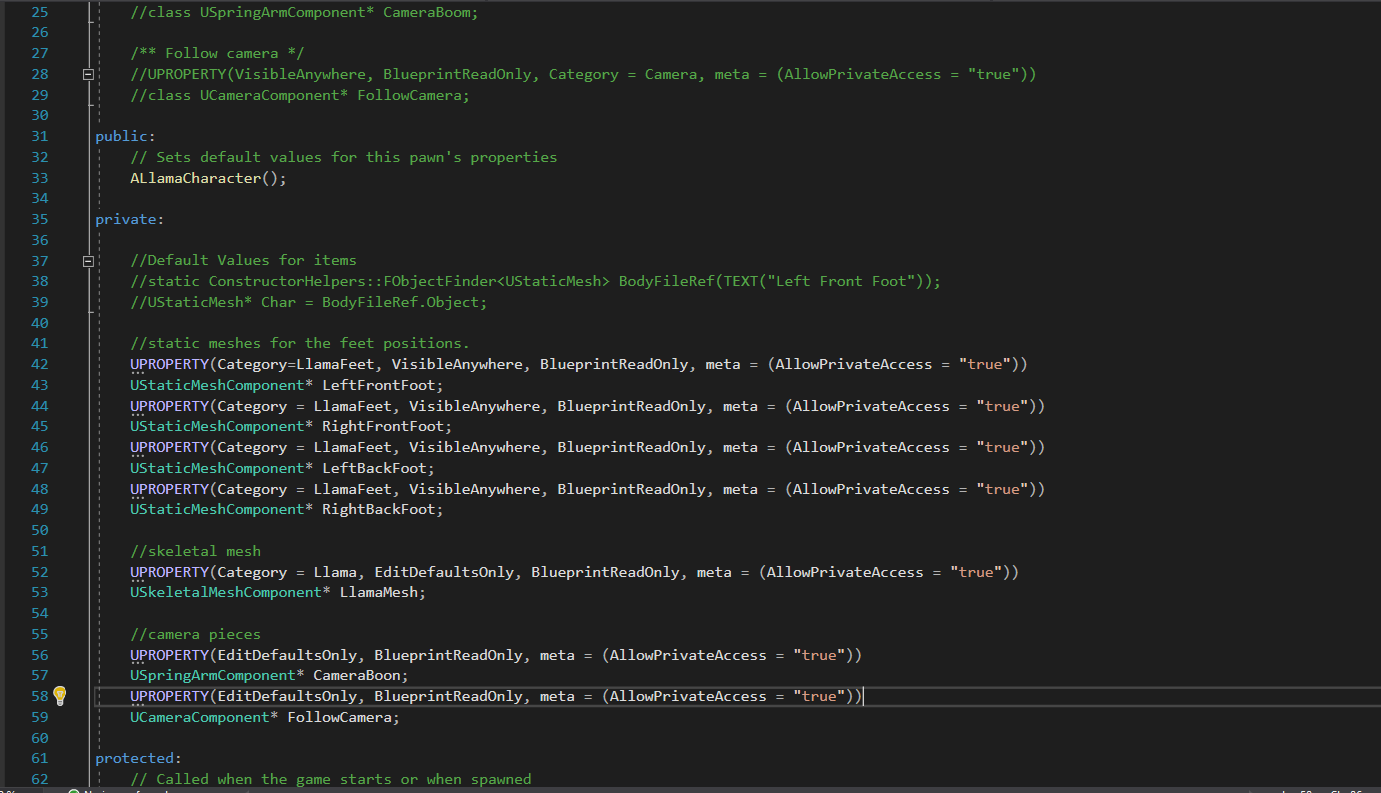 25 //class USpringArmComponent* CameraBoom;
26
27 /** Follow camera */
28 //UPROPERTY(VisibleAnywhere, BlueprintReadOnly, Category = Camera, meta = (AllowPrivateAccess = "true"))
29 //class UCameraComponent* FollowCamera;
30
31 public:
32 // Sets default values for this pawn's properties
33 ALlamaCharacter();
34
35 private:
36
37 //Default Values for items
38 //static ConstructorHelpers::FObjectFinder<UStaticMesh> BodyFileRef(TEXT("Left Front Foot"));
39 //UStaticMesh* Char = BodyFileRef.Object;
40
41 //static meshes for the feet positions.
42 UPROPERTY(Category=LlamaFeet, VisibleAnywhere, BlueprintReadOnly, meta = (AllowPrivateAccess = "true"))
43 UStaticMeshComponent* LeftFrontFoot;
44 UPROPERTY(Category = LlamaFeet, VisibleAnywhere, BlueprintReadOnly, meta = (AllowPrivateAccess = "true"))
45 UStaticMeshComponent* RightFrontFoot;
46 UPROPERTY(Category = LlamaFeet, VisibleAnywhere, BlueprintReadOnly, meta = (AllowPrivateAccess = "true"))
47 UStaticMeshComponent* LeftBackFoot;
48 UPROPERTY(Category = LlamaFeet, VisibleAnywhere, BlueprintReadOnly, meta = (AllowPrivateAccess = "true"))
49 UStaticMeshComponent* RightBackFoot;
50
51 //skeletal mesh
52 UPROPERTY(Category = Llama, EditDefaultsOnly, BlueprintReadOnly, meta = (AllowPrivateAccess = "true"))
53 USkeletalMeshComponent* LlamaMesh;
54
55 //camera pieces
56 UPROPERTY(EditDefaultsOnly, BlueprintReadOnly, meta = (AllowPrivateAccess = "true"))
57 USpringArmComponent* CameraBoon;
58 UPROPERTY(EditDefaultsOnly, BlueprintReadOnly, meta = (AllowPrivateAccess = "true"))
59 UCameraComponent* FollowCamera;
60
61 protected:
62 // Called when the game starts or when spawned